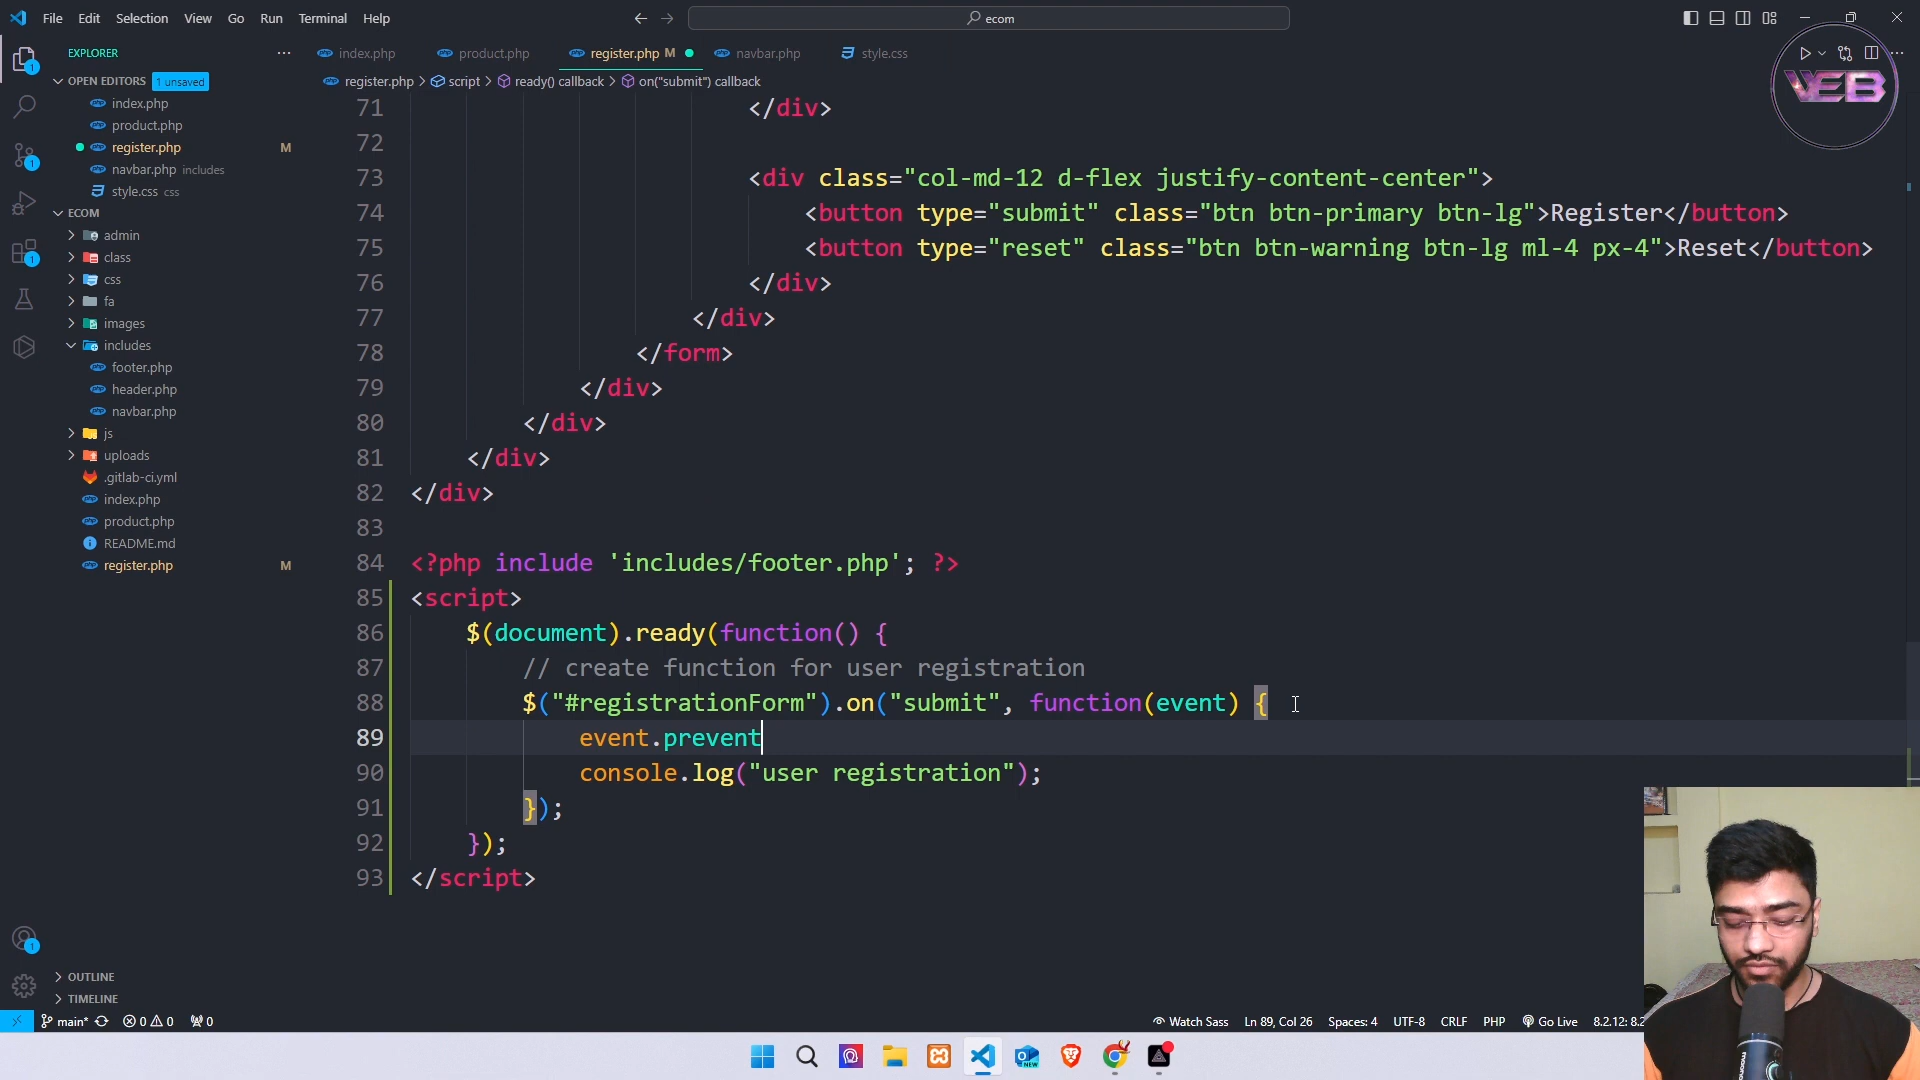 File Edit Selection View Go Run Terminal Help
ecom
EXPLORER
index.php product.php register.php M navbar.php style.css
OPEN EDITORS 1 unsaved
register.php > script > ready() callback > on("submit") callback
VEB
index.php
product.php
register.php M
navbar.php includes
style.css css
ECOM
admin
class
css
fa
images
includes
footer.php
header.php
navbar.php
js
uploads
.gitlab-ci.yml
index.php
product.php
README.md
register.php M
OUTLINE
TIMELINE
71 </div>
72
73 <div class="col-md-12 d-flex justify-content-center">
74 <button type="submit" class="btn btn-primary btn-lg">Register</button>
75 <button type="reset" class="btn btn-warning btn-lg ml-4 px-4">Reset</button>
76 </div>
77 </div>
78 </form>
79 </div>
80 </div>
81 </div>
82 </div>
83
84 <?php include 'includes/footer.php'; ?>
85 <script>
86 $(document).ready(function() {
87 // create function for user registration
88 $("#registrationForm").on("submit", function(event) {
89 event.prevent
90 console.log("user registration");
91 });
92 });
93 </script>
main* 0 0 0
Watch Sass Ln 89, Col 26 Spaces: 4 UTF-8 CRLF PHP Go Live 8.2.12: 8.2